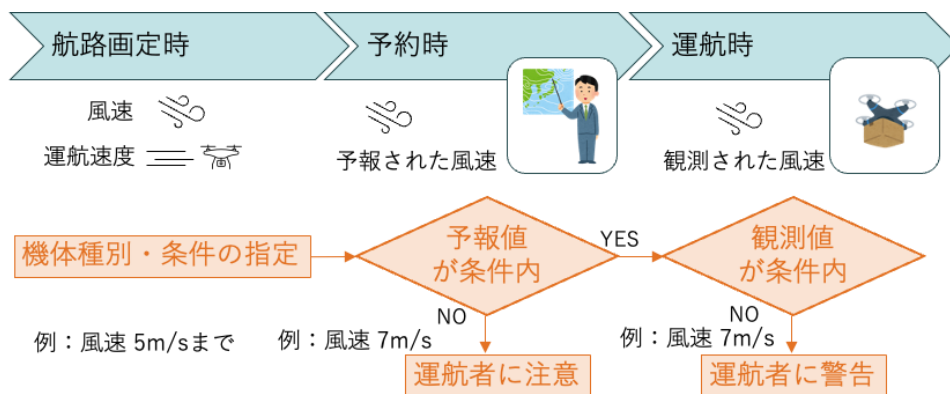 航路画定時
予約時
運航時
風速
運航速度
予報された風速
観測された風速
機体種別・条件の指定
予報値
が条件内
YES
観測値
が条件内
NO
NO
例：風速 5m/sまで
例：風速 7m/s
例：風速 7m/s
運航者に注意
運航者に警告